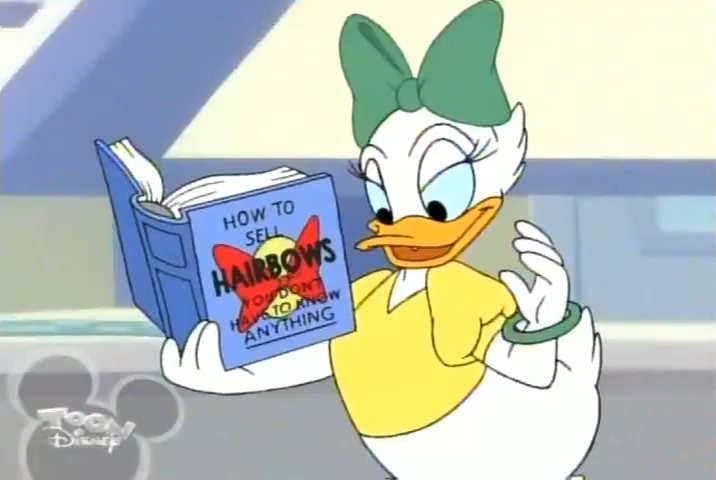 HOW TO
SELL
HAIRBOWS
YOU DON'T
HAVE TO KNOW
ANYTHING
TOON
DISNEY